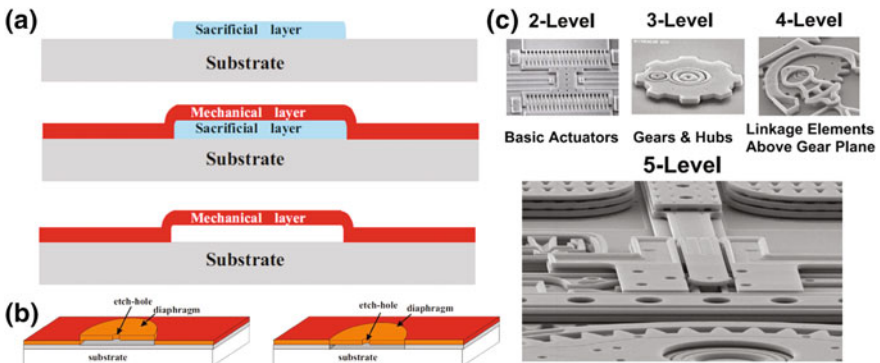 (a)
Sacrificial layer
Substrate
Mechanical layer
Sacrificial layer
Substrate
Mechanical layer
Substrate
(b)
etch-hole
diaphragm
substrate
etch-hole
diaphragm
substrate
(c)
2-Level
3-Level
4-Level
Basic Actuators
Gears & Hubs
Linkage Elements
Above Gear Plane
5-Level